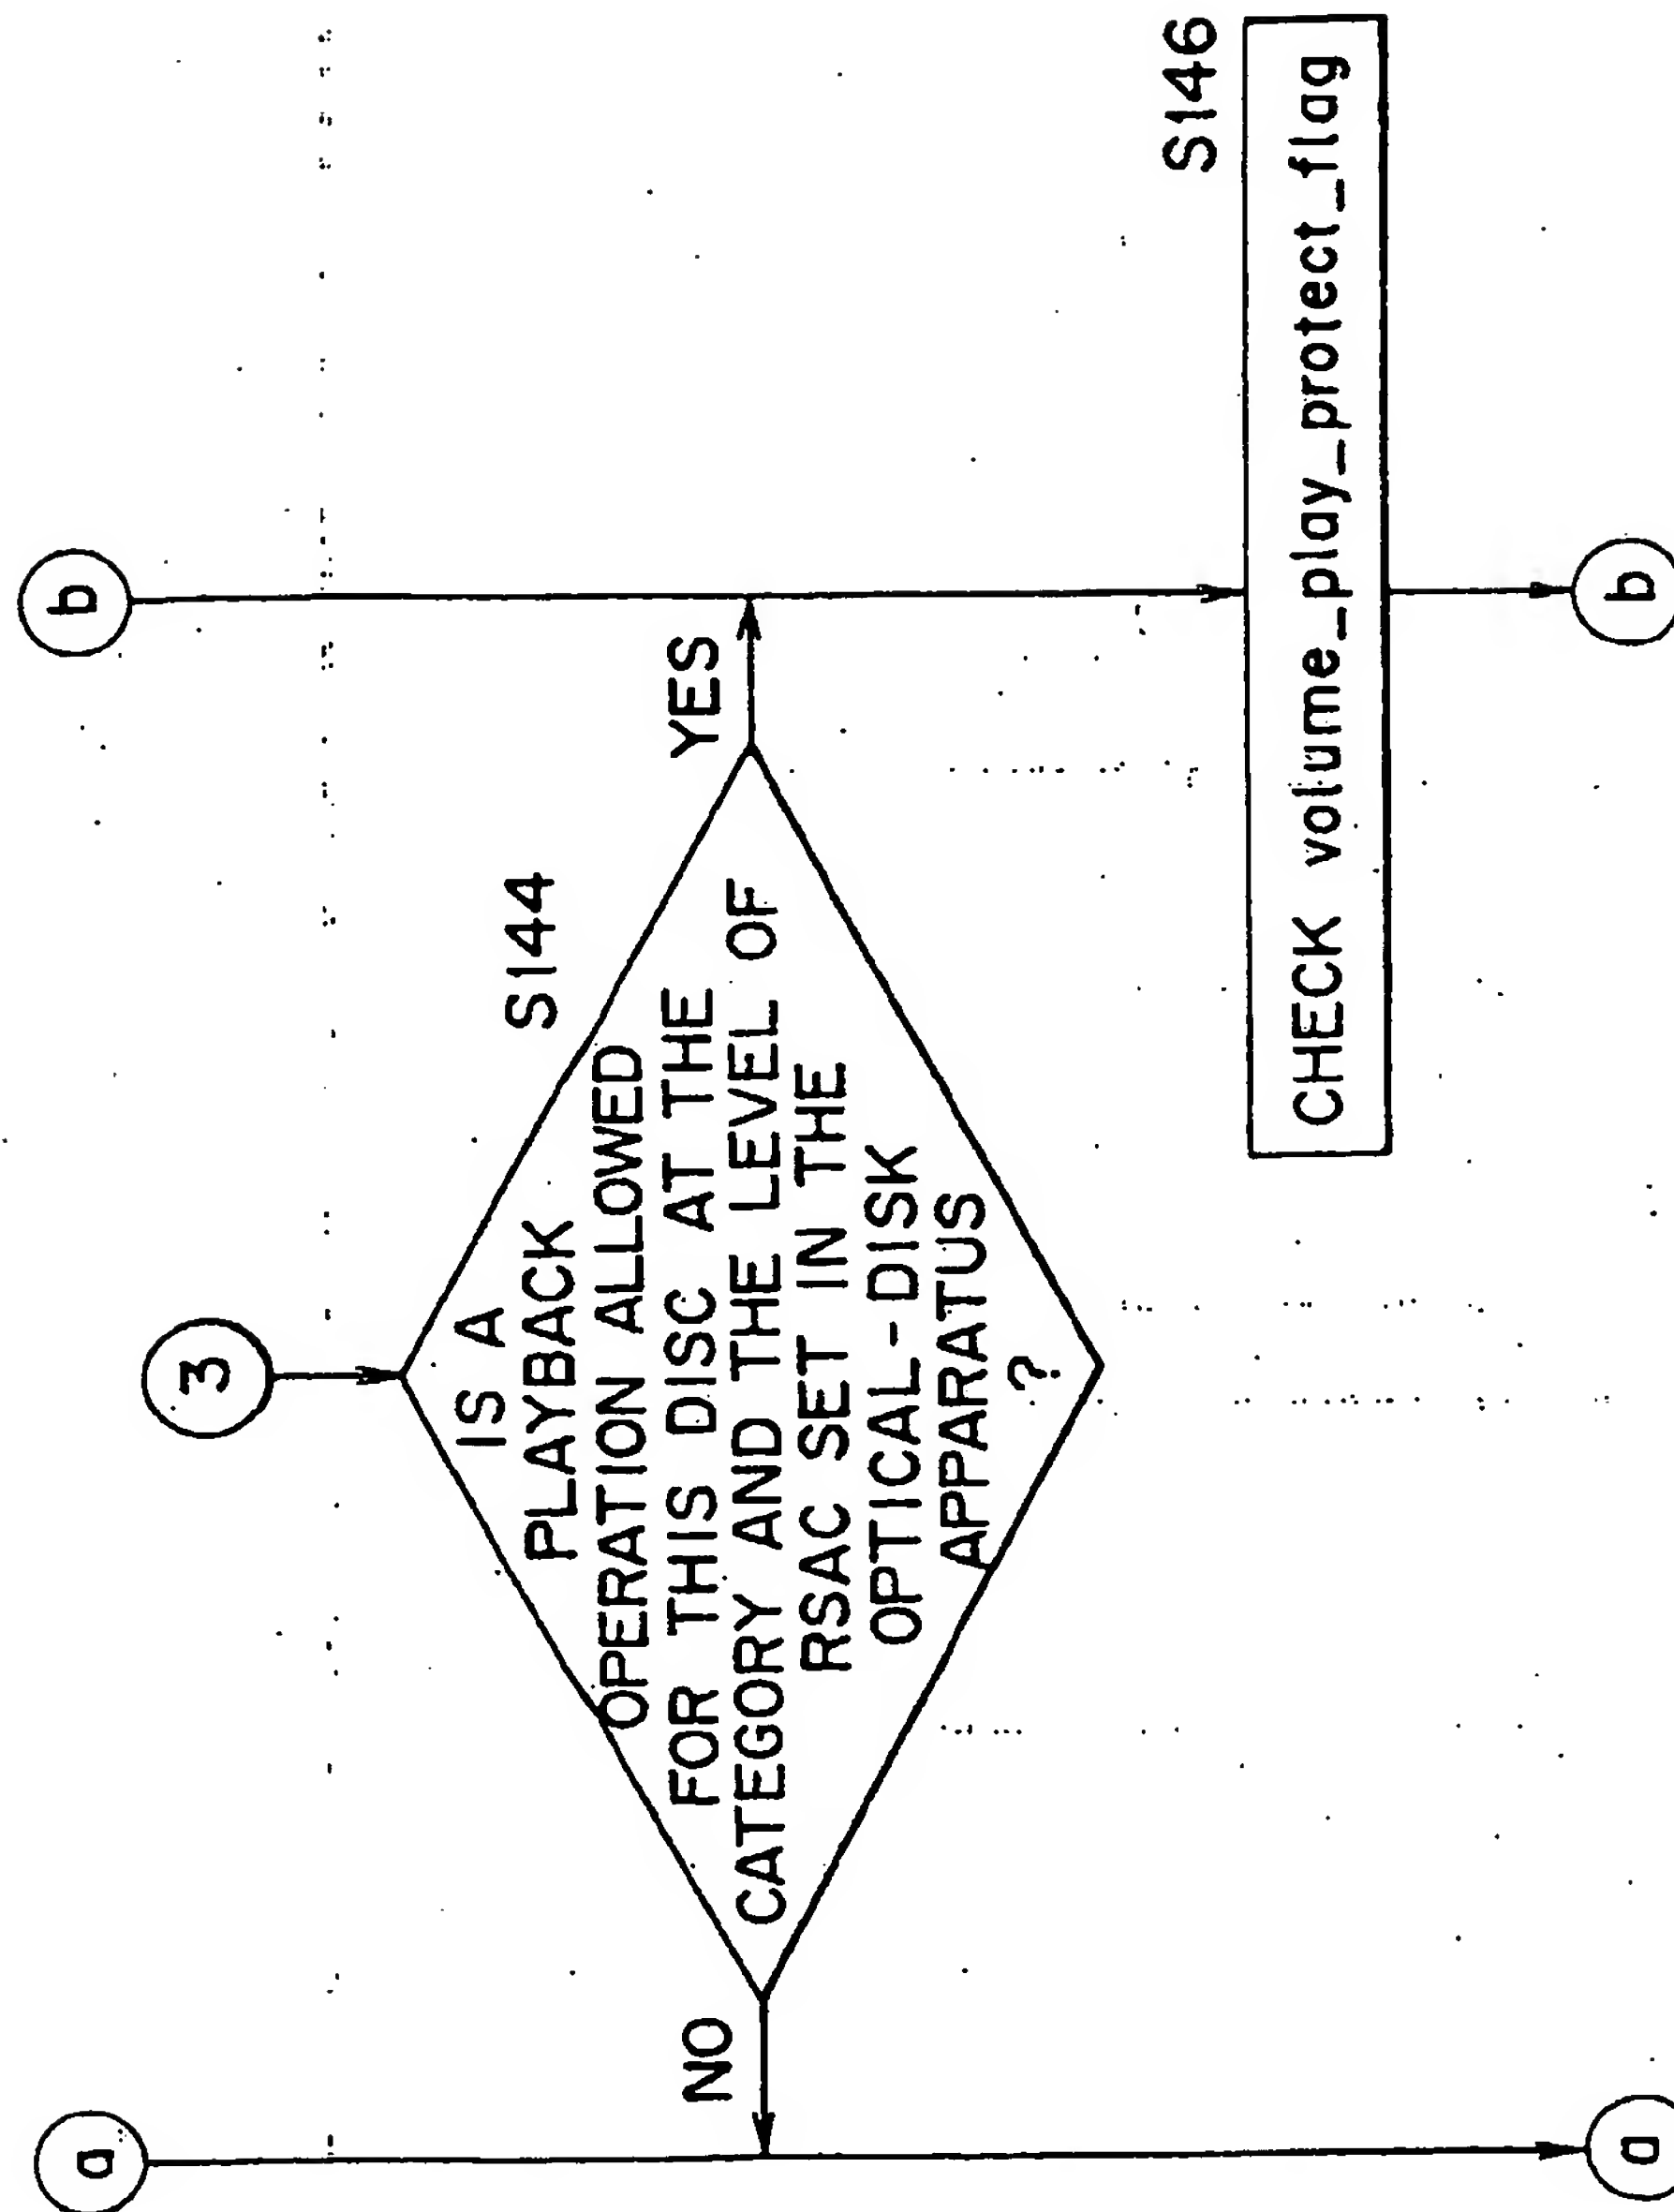 a
3
b
S144
IS A
PLAYBACK
OPERATION ALLOWED
FOR THIS DISC AT THE
CATEGORY AND THE LEVEL OF
RSAC SET IN THE
OPTICAL-DISK
APPARATUS
?
NO
YES
S146
CHECK volume_play_protect_flag
a
b